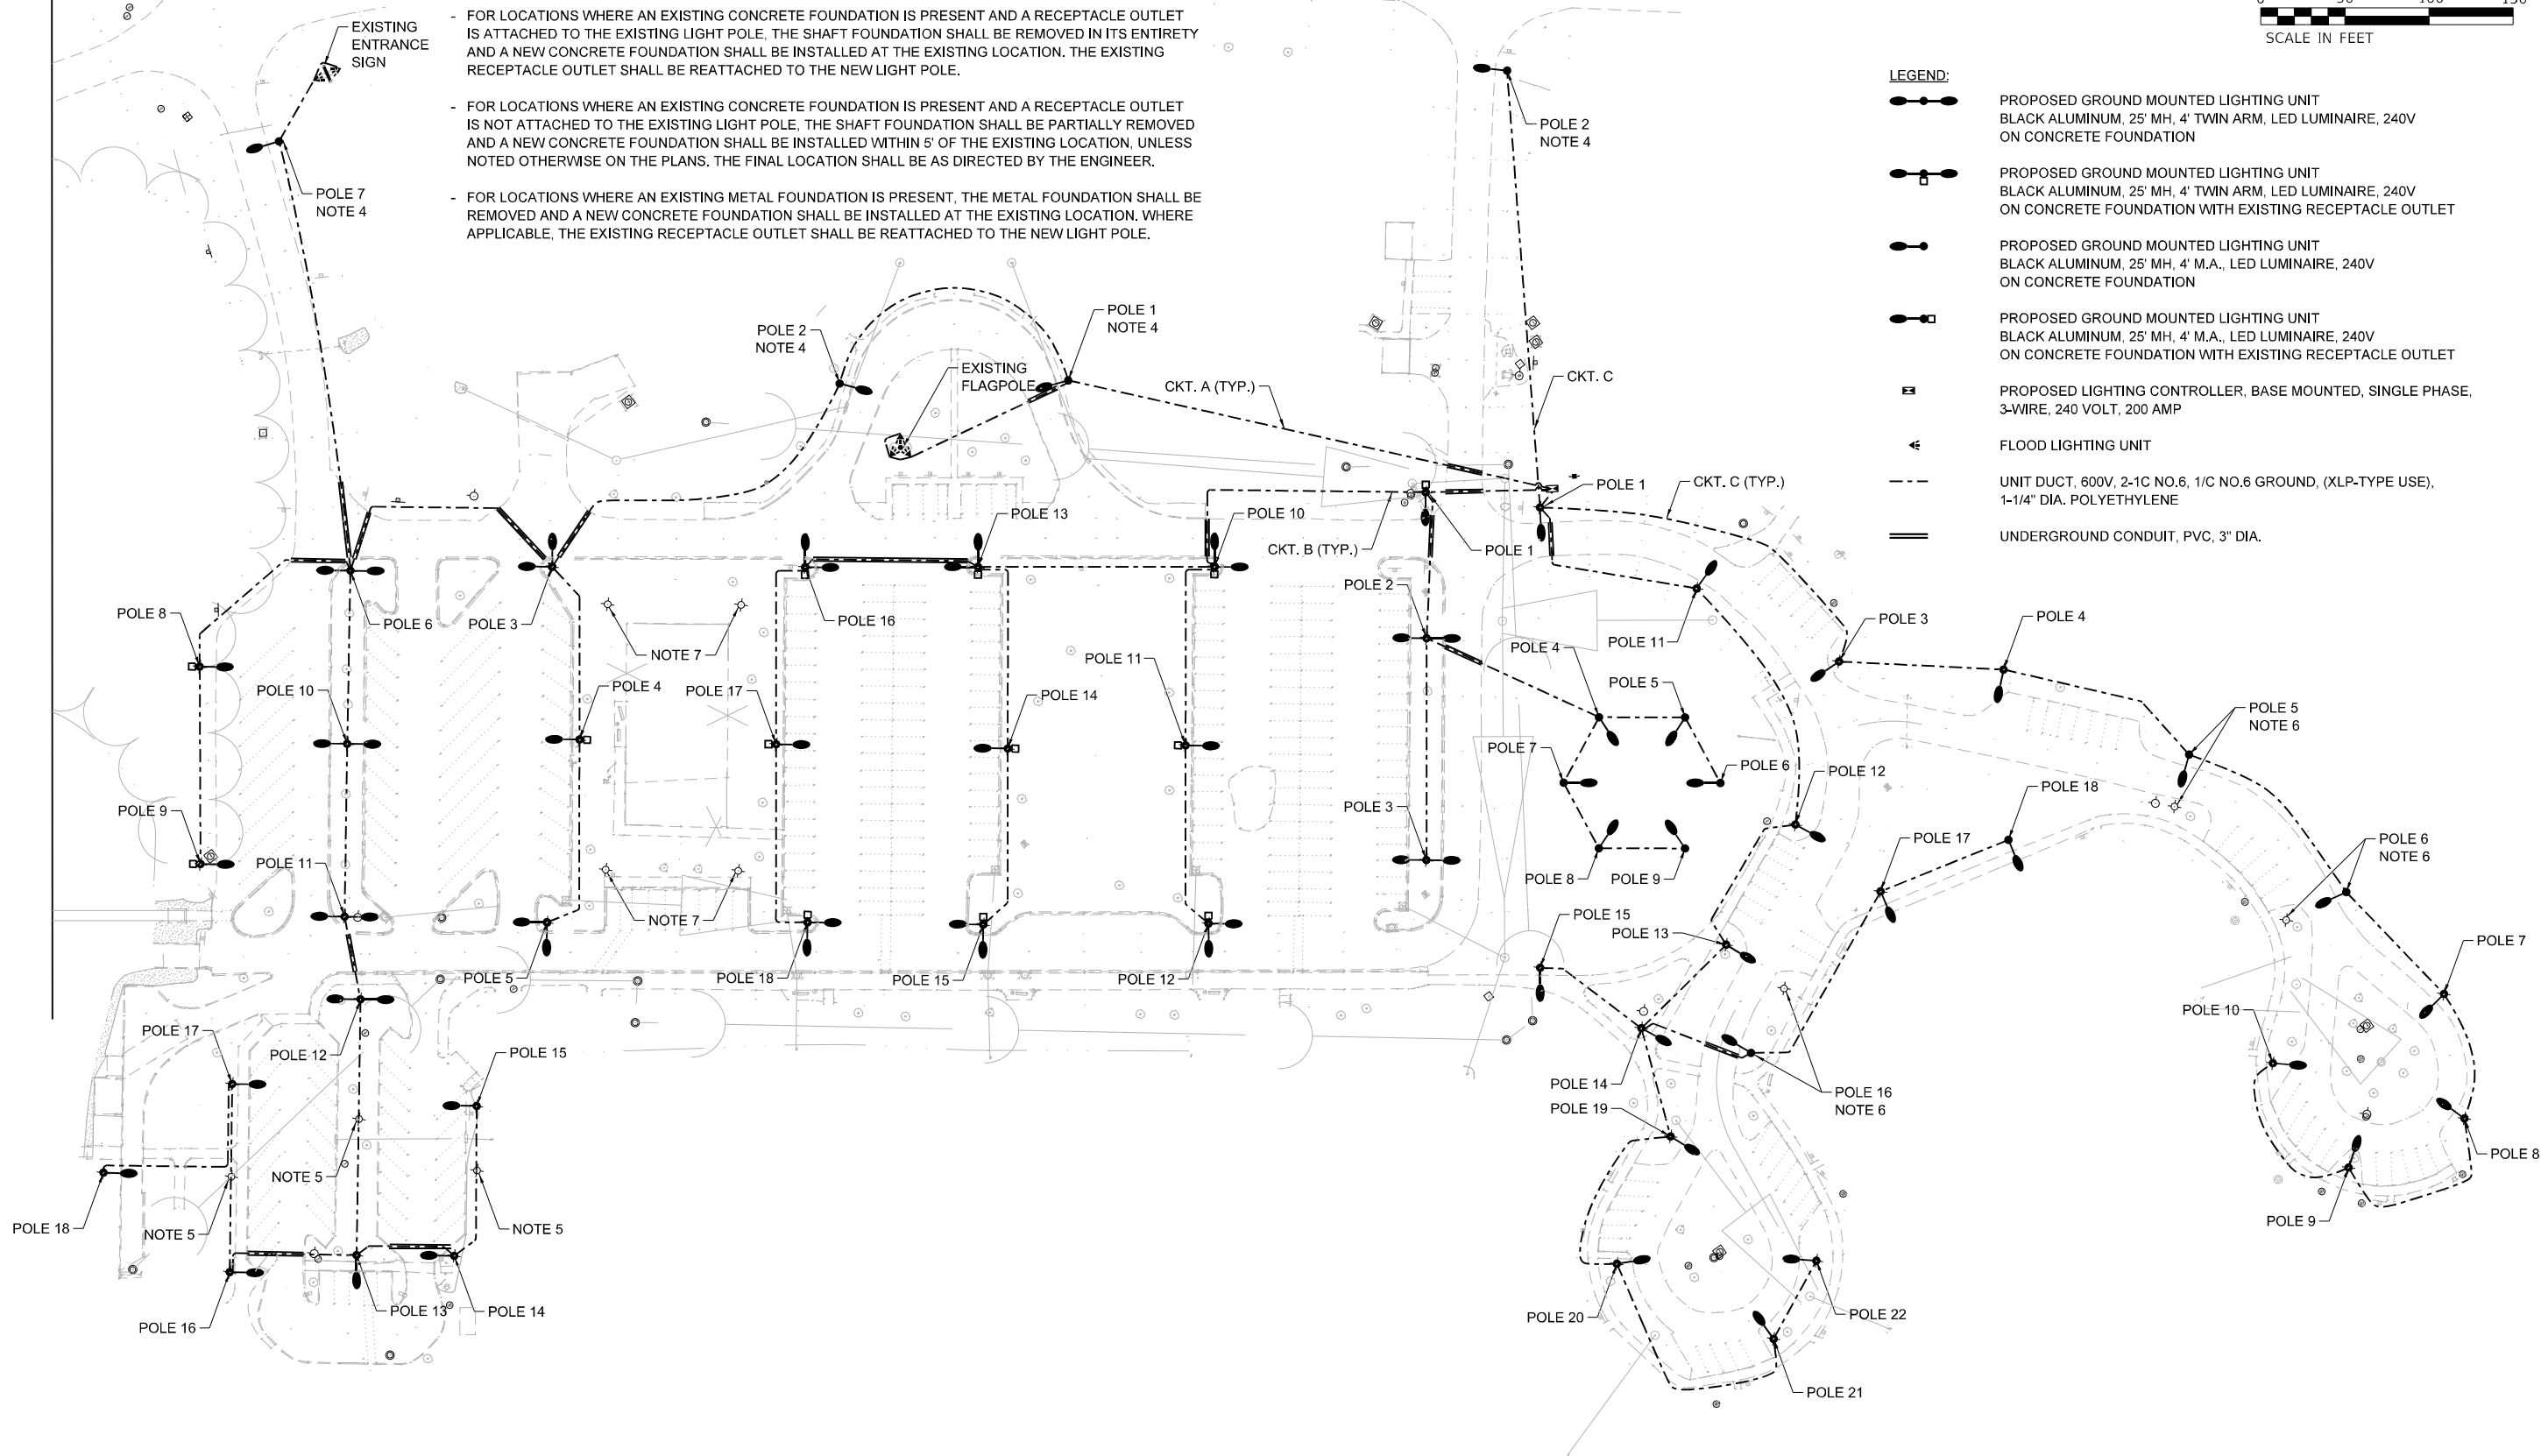 0 50 100 150
SCALE IN FEET
- FOR LOCATIONS WHERE AN EXISTING CONCRETE FOUNDATION IS PRESENT AND A RECEPTACLE OUTLET
IS ATTACHED TO THE EXISTING LIGHT POLE, THE SHAFT FOUNDATION SHALL BE REMOVED IN ITS ENTIRETY
AND A NEW CONCRETE FOUNDATION SHALL BE INSTALLED AT THE EXISTING LOCATION. THE EXISTING
RECEPTACLE OUTLET SHALL BE REATTACHED TO THE NEW LIGHT POLE.
- FOR LOCATIONS WHERE AN EXISTING CONCRETE FOUNDATION IS PRESENT AND A RECEPTACLE OUTLET
IS NOT ATTACHED TO THE EXISTING LIGHT POLE, THE SHAFT FOUNDATION SHALL BE PARTIALLY REMOVED
AND A NEW CONCRETE FOUNDATION SHALL BE INSTALLED WITHIN 5' OF THE EXISTING LOCATION, UNLESS
NOTED OTHERWISE ON THE PLANS. THE FINAL LOCATION SHALL BE AS DIRECTED BY THE ENGINEER.
- FOR LOCATIONS WHERE AN EXISTING METAL FOUNDATION IS PRESENT, THE METAL FOUNDATION SHALL BE
REMOVED AND A NEW CONCRETE FOUNDATION SHALL BE INSTALLED AT THE EXISTING LOCATION. WHERE
APPLICABLE, THE EXISTING RECEPTACLE OUTLET SHALL BE REATTACHED TO THE NEW LIGHT POLE.
LEGEND:
PROPOSED GROUND MOUNTED LIGHTING UNIT
BLACK ALUMINUM, 25' MH, 4' TWIN ARM, LED LUMINAIRE, 240V
ON CONCRETE FOUNDATION
PROPOSED GROUND MOUNTED LIGHTING UNIT
BLACK ALUMINUM, 25' MH, 4' TWIN ARM, LED LUMINAIRE, 240V
ON CONCRETE FOUNDATION WITH EXISTING RECEPTACLE OUTLET
PROPOSED GROUND MOUNTED LIGHTING UNIT
BLACK ALUMINUM, 25' MH, 4' M.A., LED LUMINAIRE, 240V
ON CONCRETE FOUNDATION
PROPOSED GROUND MOUNTED LIGHTING UNIT
BLACK ALUMINUM, 25' MH, 4' M.A., LED LUMINAIRE, 240V
ON CONCRETE FOUNDATION WITH EXISTING RECEPTACLE OUTLET
PROPOSED LIGHTING CONTROLLER, BASE MOUNTED, SINGLE PHASE,
3-WIRE, 240 VOLT, 200 AMP
FLOOD LIGHTING UNIT
UNIT DUCT, 600V, 2-1C NO.6, 1/C NO.6 GROUND, (XLP-TYPE USE),
1-1/4" DIA. POLYETHYLENE
UNDERGROUND CONDUIT, PVC, 3" DIA.
EXISTING
ENTRANCE
SIGN
POLE 7
NOTE 4
POLE 2
NOTE 4
POLE 2
NOTE 4
POLE 1
NOTE 4
EXISTING
FLAGPOLE
CKT. A (TYP.)
CKT. C
POLE 1
CKT. C (TYP.)
POLE 13
POLE 10
CKT. B (TYP.)
POLE 1
POLE 8
POLE 6
POLE 3
POLE 16
POLE 2
POLE 3
POLE 4
NOTE 7
POLE 11
POLE 11
POLE 4
POLE 10
POLE 4
POLE 17
POLE 14
POLE 5
POLE 5
NOTE 6
POLE 7
POLE 6
POLE 12
POLE 18
POLE 9
POLE 3
POLE 17
POLE 6
NOTE 6
POLE 11
POLE 8
POLE 9
NOTE 7
POLE 15
POLE 13
POLE 7
POLE 5
POLE 18
POLE 15
POLE 12
POLE 10
POLE 17
POLE 12
POLE 15
POLE 14
POLE 16
NOTE 6
POLE 19
POLE 8
NOTE 5
POLE 18
NOTE 5
NOTE 5
POLE 9
POLE 16
POLE 13
POLE 14
POLE 20
POLE 22
POLE 21